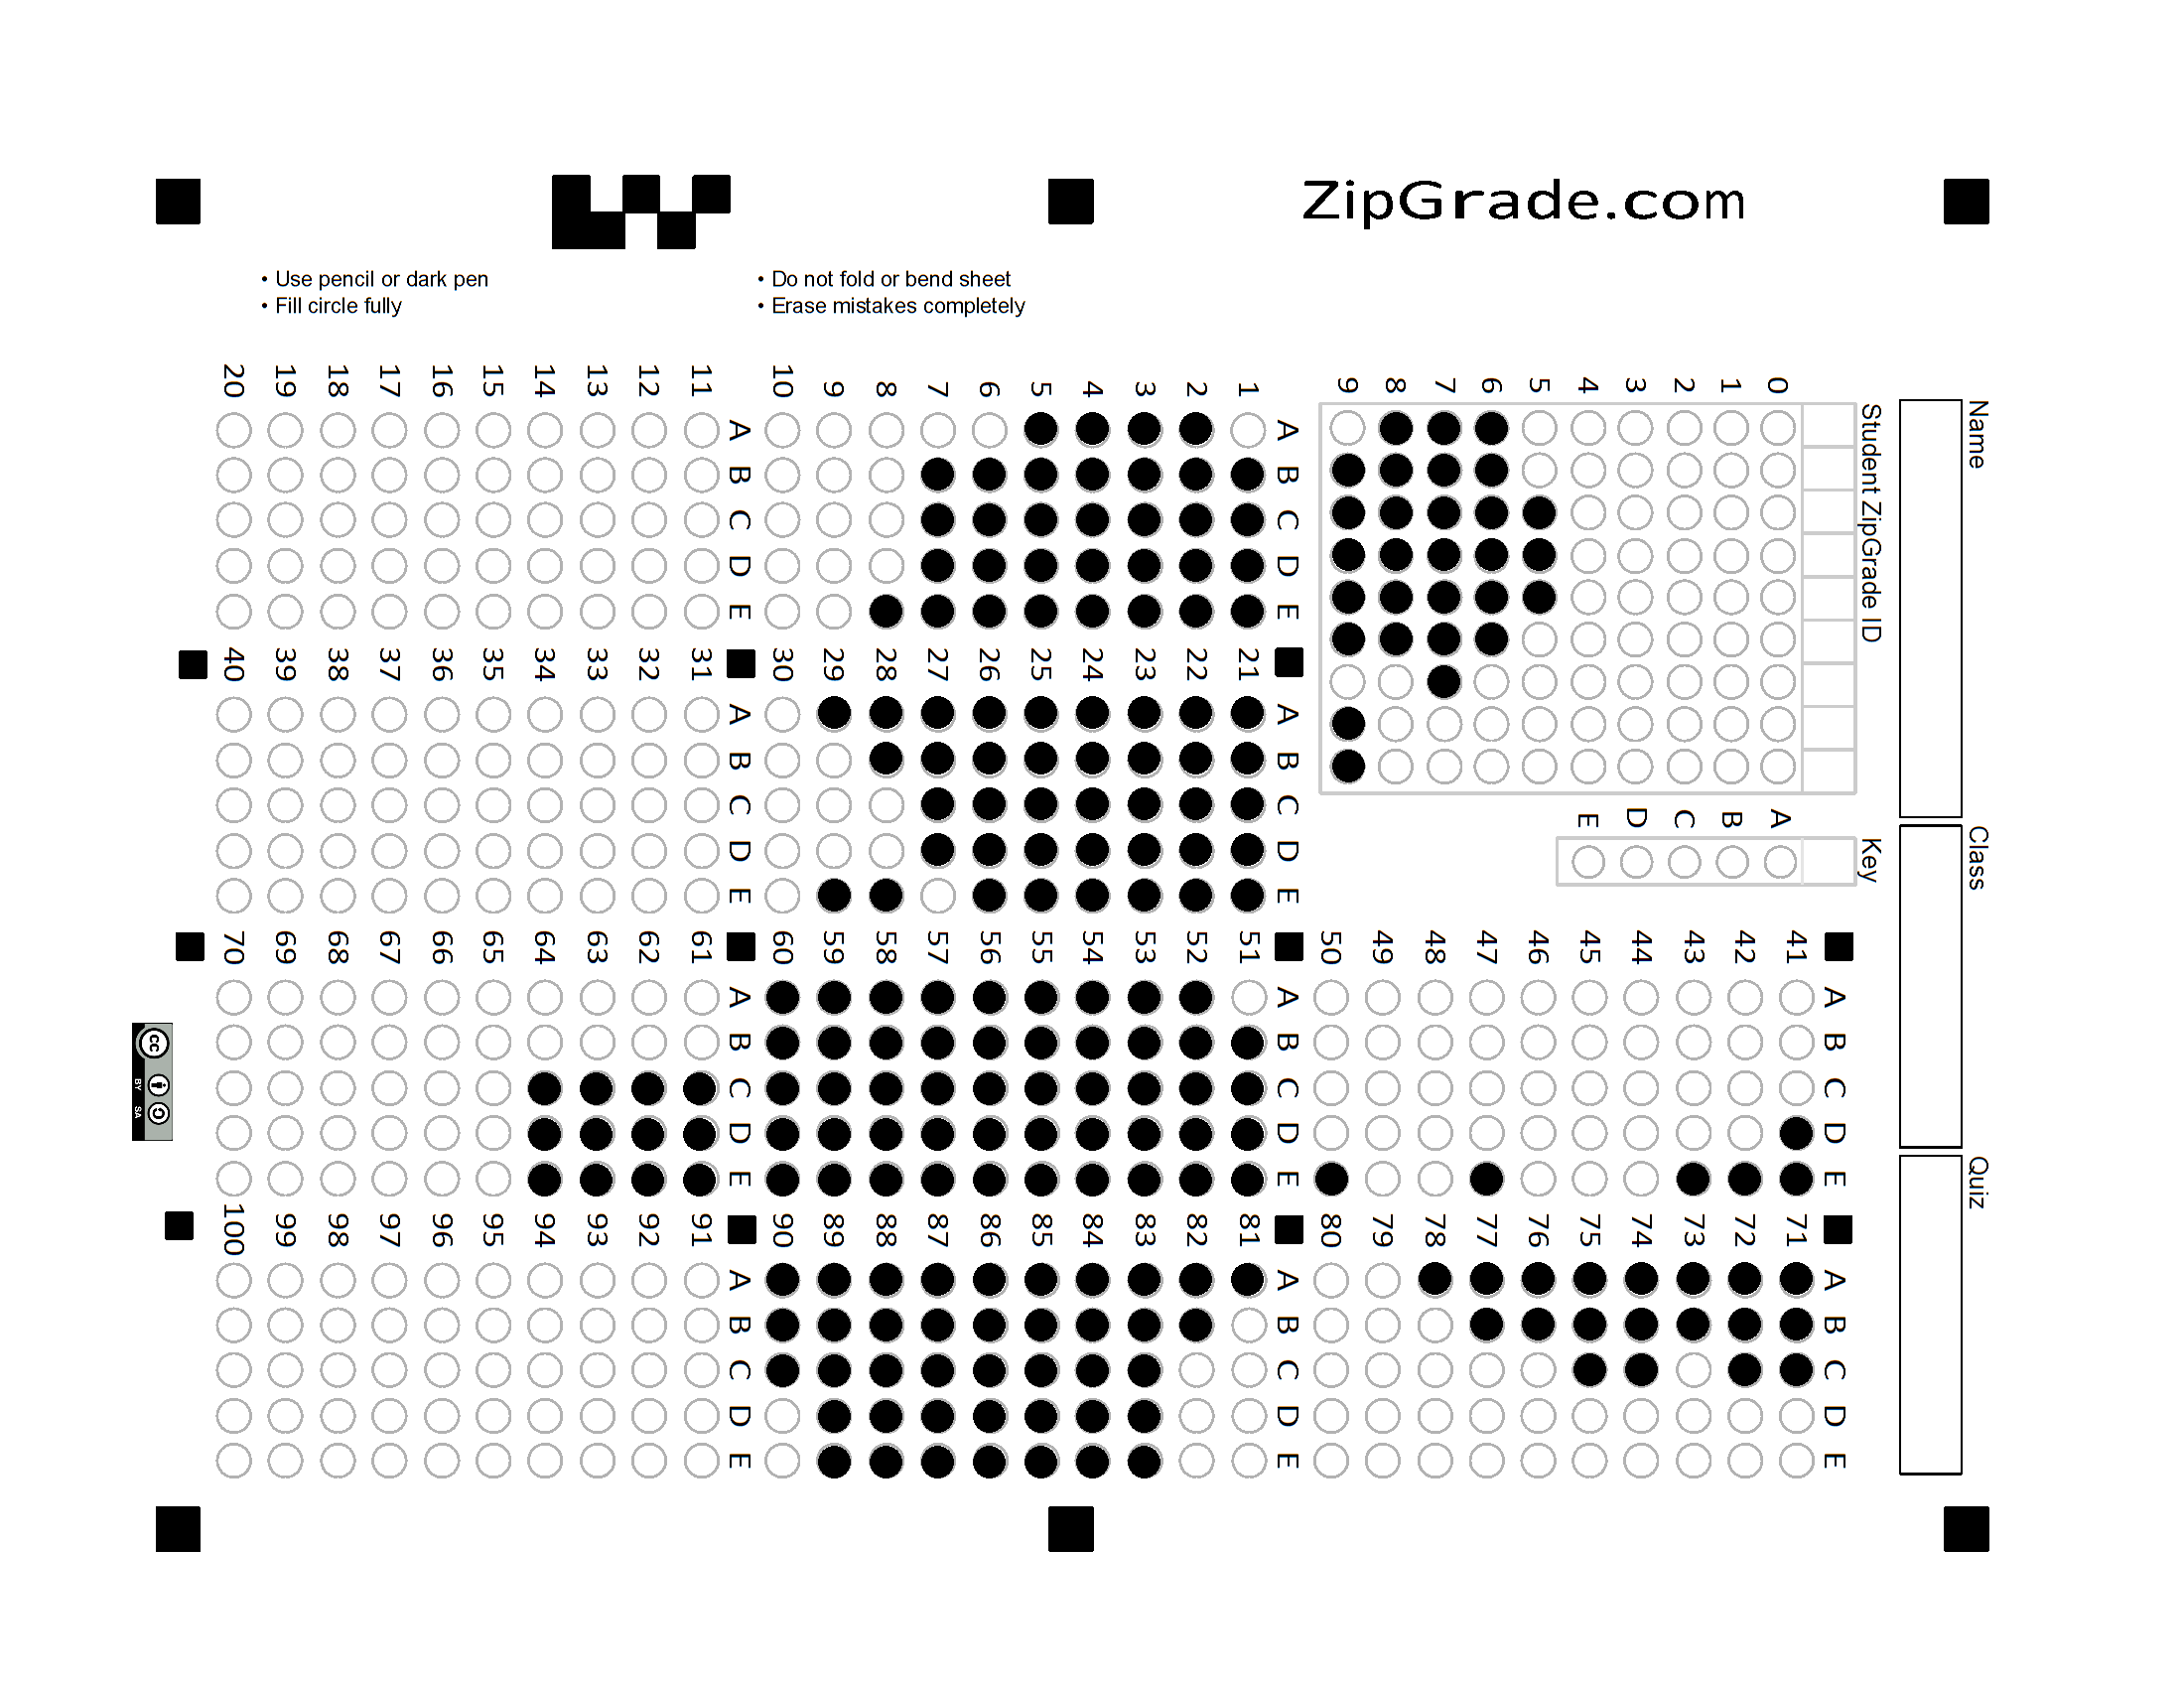 ZipGrade.com
• Use pencil or dark pen
• Fill circle fully
• Do not fold or bend sheet
• Erase mistakes completely
Name
Class
Quiz
Student ZipGrade ID
0 1 2 3 4 5 6 7 8 9
Key
A B C D E
A B C D E
1 2 3 4 5 6 7 8 9 10
A B C D E
11 12 13 14 15 16 17 18 19 20
A B C D E
21 22 23 24 25 26 27 28 29 30
A B C D E
31 32 33 34 35 36 37 38 39 40
A B C D E
41 42 43 44 45 46 47 48 49 50
A B C D E
51 52 53 54 55 56 57 58 59 60
A B C D E
61 62 63 64 65 66 67 68 69 70
A B C D E
71 72 73 74 75 76 77 78 79 80
A B C D E
81 82 83 84 85 86 87 88 89 90
A B C D E
91 92 93 94 95 96 97 98 99 100
cc
BY SA